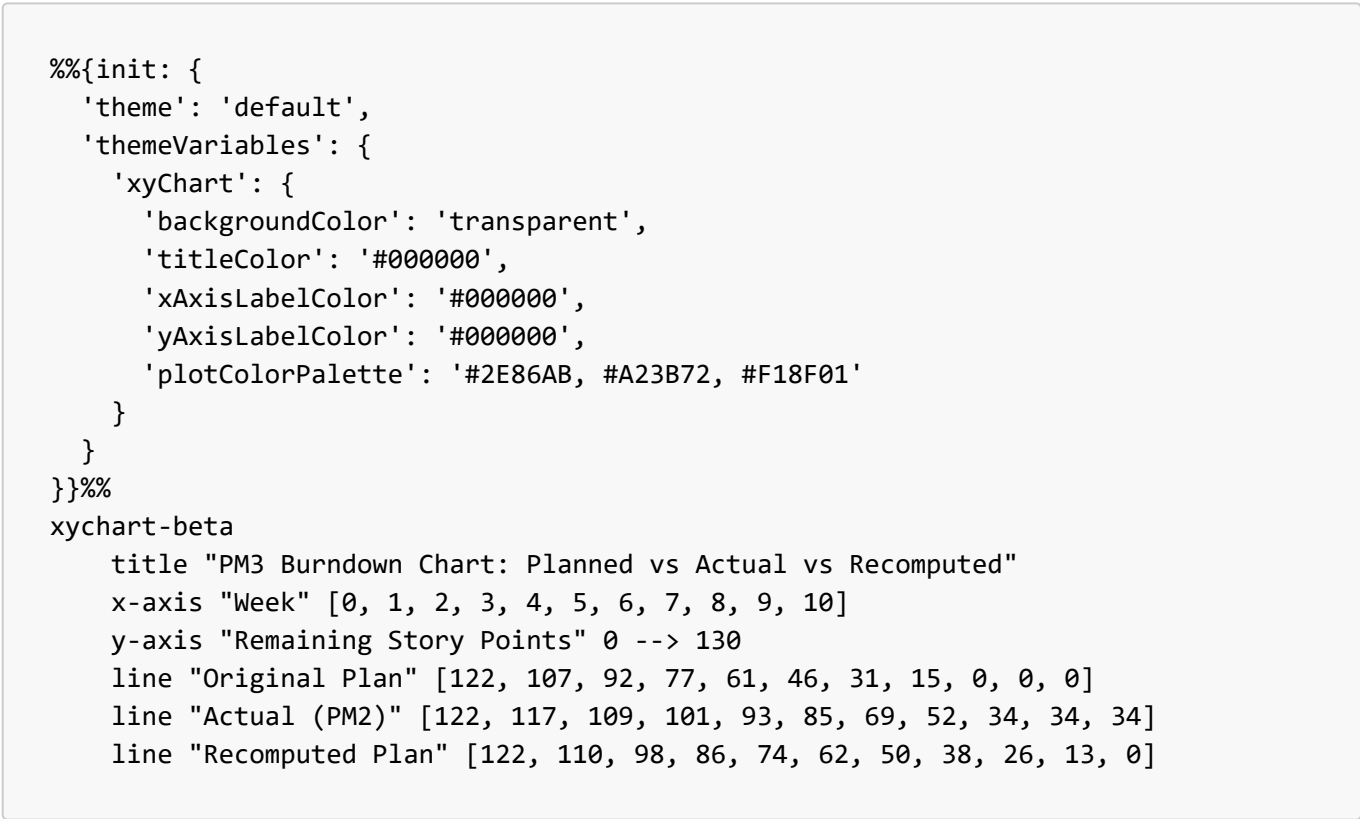 %%{init: {
  'theme': 'default',
  'themeVariables': {
    'xyChart': {
      'backgroundColor': 'transparent',
      'titleColor': '#000000',
      'xAxisLabelColor': '#000000',
      'yAxisLabelColor': '#000000',
      'plotColorPalette': '#2E86AB, #A23B72, #F18F01'
    }
  }
}}%%
xychart-beta
    title "PM3 Burndown Chart: Planned vs Actual vs Recomputed"
    x-axis "Week" [0, 1, 2, 3, 4, 5, 6, 7, 8, 9, 10]
    y-axis "Remaining Story Points" 0 --> 130
    line "Original Plan" [122, 107, 92, 77, 61, 46, 31, 15, 0, 0, 0]
    line "Actual (PM2)" [122, 117, 109, 101, 93, 85, 69, 52, 34, 34, 34]
    line "Recomputed Plan" [122, 110, 98, 86, 74, 62, 50, 38, 26, 13, 0]